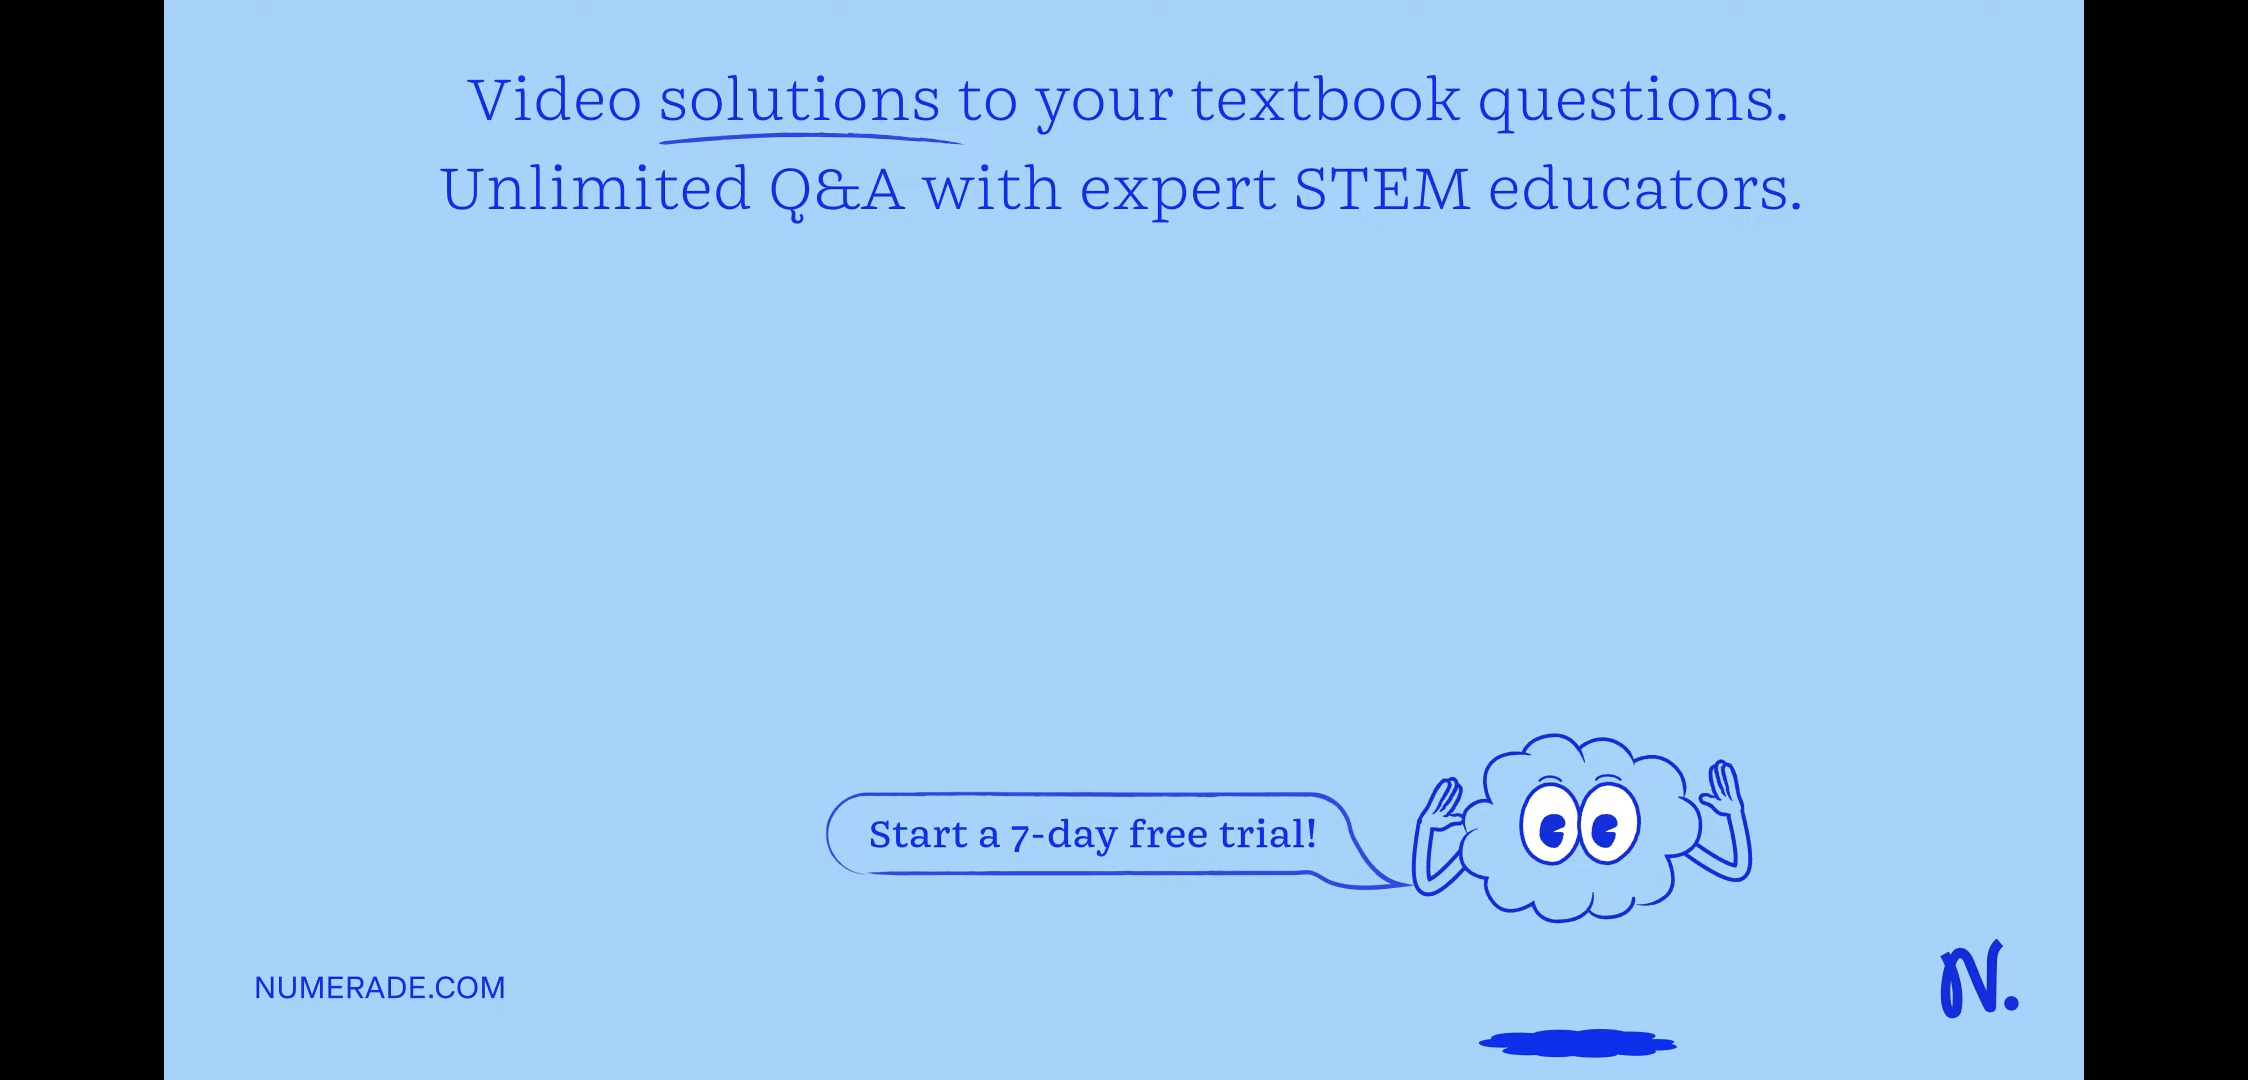 Video solutions to your textbook questions.
Unlimited Q&A with expert STEM educators.
Start a 7-day free trial!
NUMERADE.COM
N.